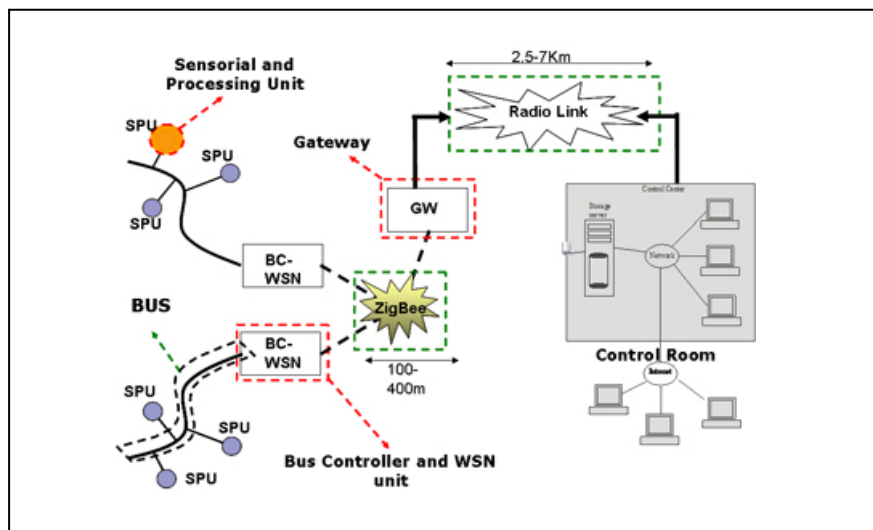 2.5-7Km
Sensorial and
Processing Unit
Radio Link
SPU
SPU
Gateway
SPU
GW
Control Center
Storage
server
Network
BC-
WSN
ZigBee
BUS
BC-
WSN
100-
400m
Control Room
Internet
SPU
SPU
SPU
Bus Controller and WSN
unit